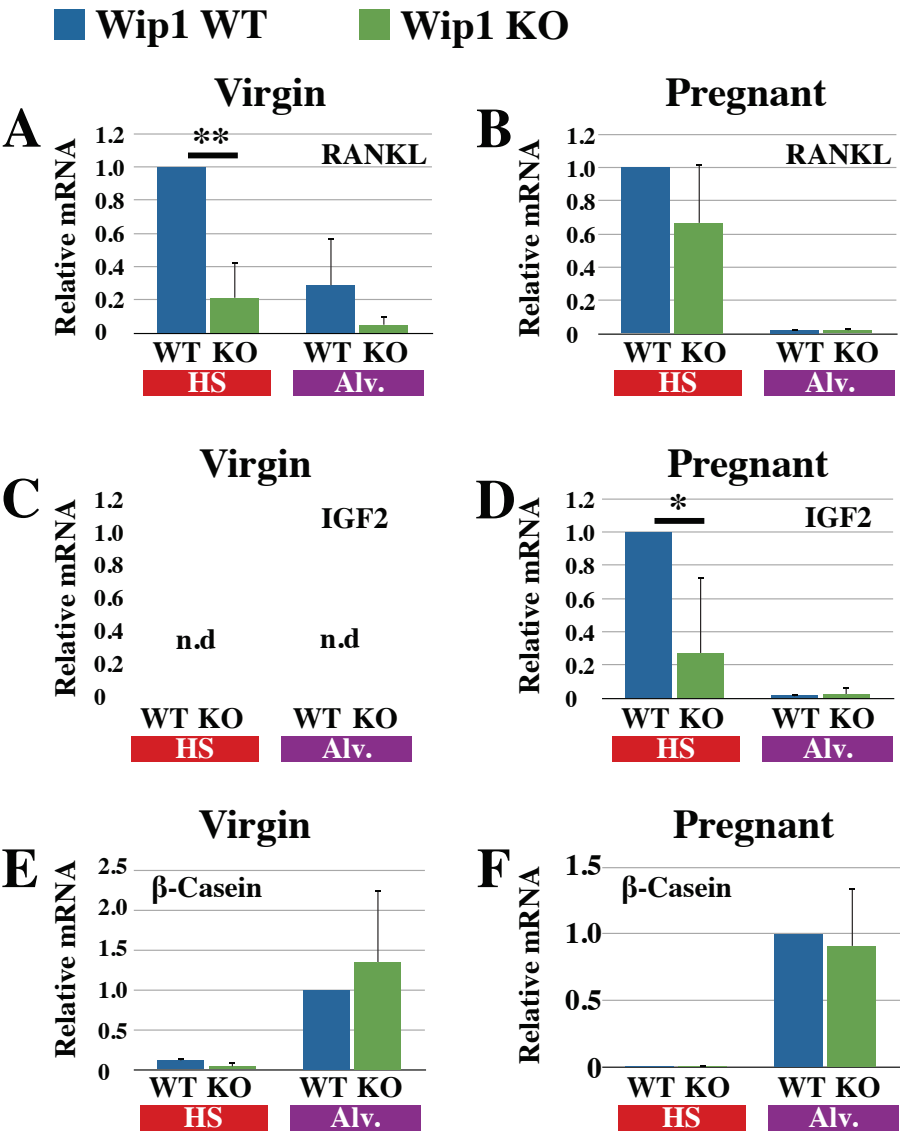 Wip1 WT Wip1 KO
Virgin
A
Relative mRNA
1.2
1.0
0.8
0.6
0.4
0.2
0
**
RANKL
WT KO WT KO
HS Alv.
Pregnant
B
Relative mRNA
1.2
1.0
0.8
0.6
0.4
0.2
0
RANKL
WT KO WT KO
HS Alv.
Virgin
C
Relative mRNA
1.2
1.0
0.8
0.6
0.4
0.2
0
IGF2
n.d n.d
WT KO WT KO
HS Alv.
Pregnant
D
Relative mRNA
1.2
1.0
0.8
0.6
0.4
0.2
0
*
IGF2
WT KO WT KO
HS Alv.
Virgin
E
Relative mRNA
2.5
2.0
1.5
1.0
0.5
0
β-Casein
WT KO WT KO
HS Alv.
Pregnant
F
Relative mRNA
1.5
1.0
0.5
0
β-Casein
WT KO WT KO
HS Alv.